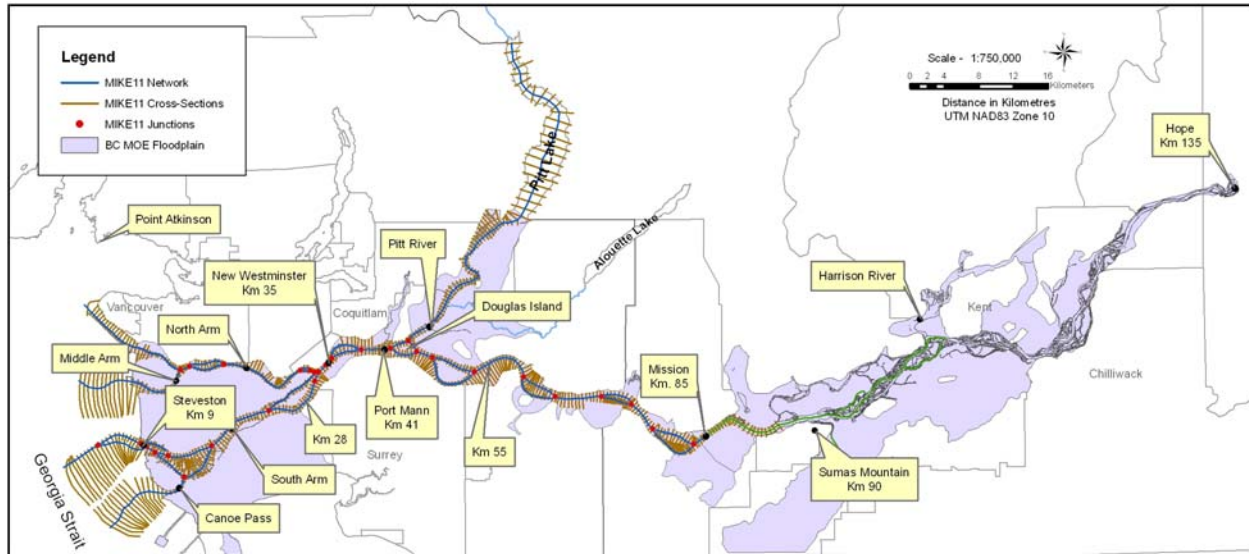 Legend
MIKE11 Network
MIKE11 Cross-Sections
MIKE11 Junctions
BC MOE Floodplain
Scale - 1:750,000
0 2 4 8 12 16
Kilometers
Distance in Kilometres
UTM NAD83 Zone 10
Hope
Km 135
Pitt Lake
Point Atkinson
Alouette Lake
Pitt River
New Westminster
Km 35
Harrison River
Kent
Vancouver
Coquitlam
Douglas Island
North Arm
Middle Arm
Mission
Km. 85
Chilliwack
Steveston
Km 9
Port Mann
Km 41
Km 28
Km 55
Surrey
South Arm
Sumas Mountain
Km 90
Georgia Strait
Canoe Pass